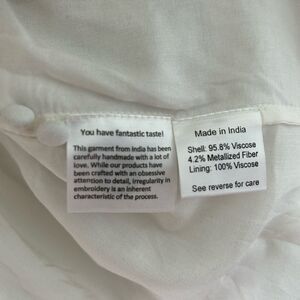 You have fantastic taste!
This garment from India has been
carefully handmade with a lot of
love. While our products have
been crafted with an obsessive
attention to detail, irregularity in
embroidery is an inherent
characteristic of the process.
Made in India
Shell: 95.8% Viscose
4.2% Metallized Fiber
Lining: 100% Viscose
See reverse for care